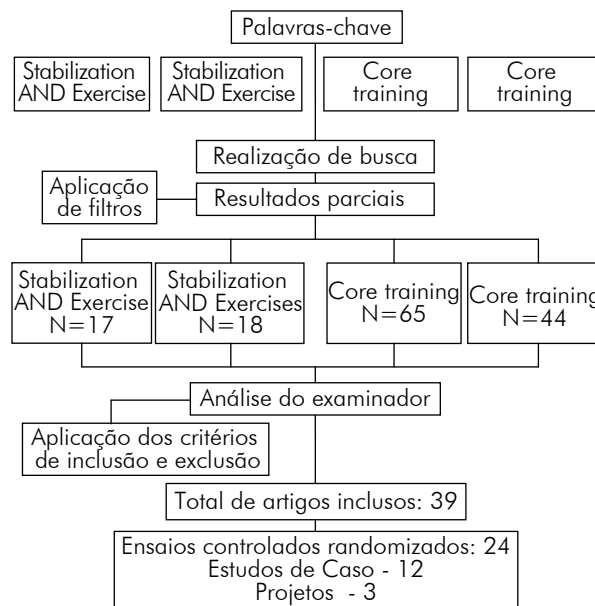 Palavras-chave
Stabilization
AND Exercise
Stabilization
AND Exercise
Core
training
Core
training
Realização de busca
Aplicação
de filtros
Resultados parciais
Stabilization
AND Exercise
N=17
Stabilization
AND Exercises
N=18
Core training
N=65
Core training
N=44
Análise do examinador
Aplicação dos critérios
de inclusão e exclusão
Total de artigos inclusos: 39
Ensaios controlados randomizados: 24
Estudos de Caso - 12
Projetos - 3